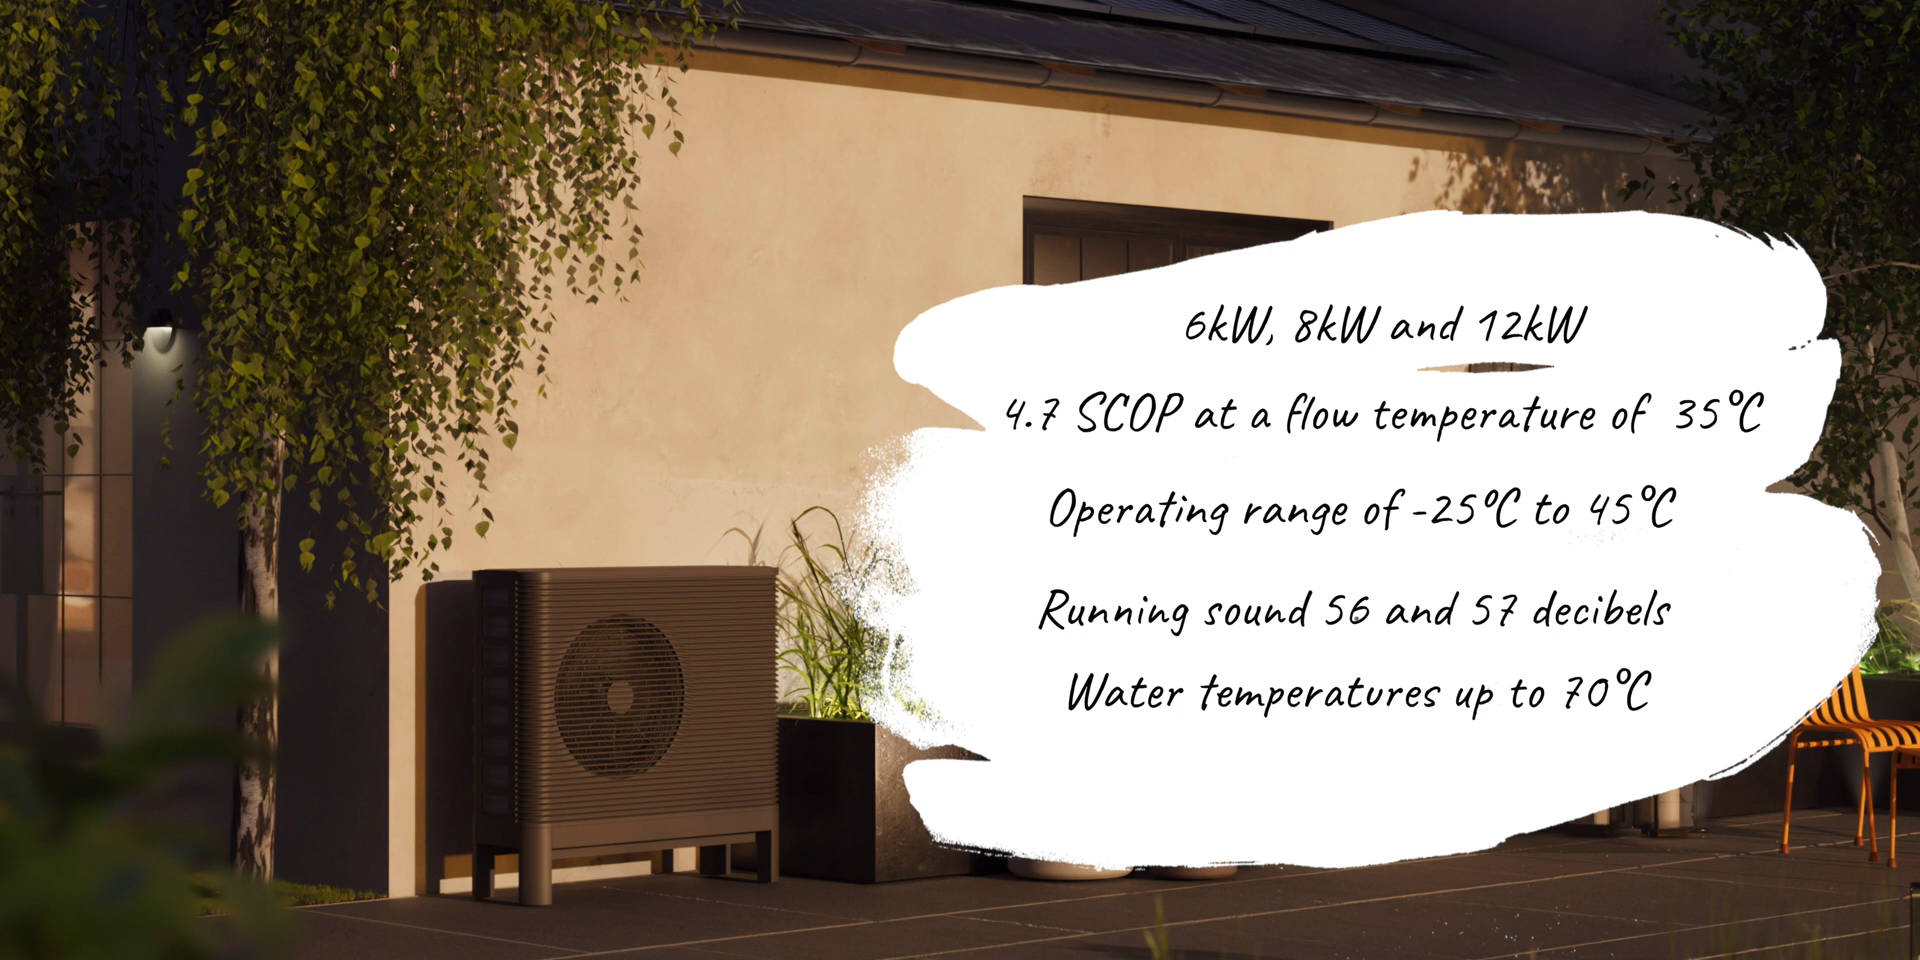 6kW, 8kW and 12kW
4.7 SCOP at a flow temperature of 35°C
Operating range of -25°C to 45°C
Running sound 56 and 57 decibels
Water temperatures up to 70°C